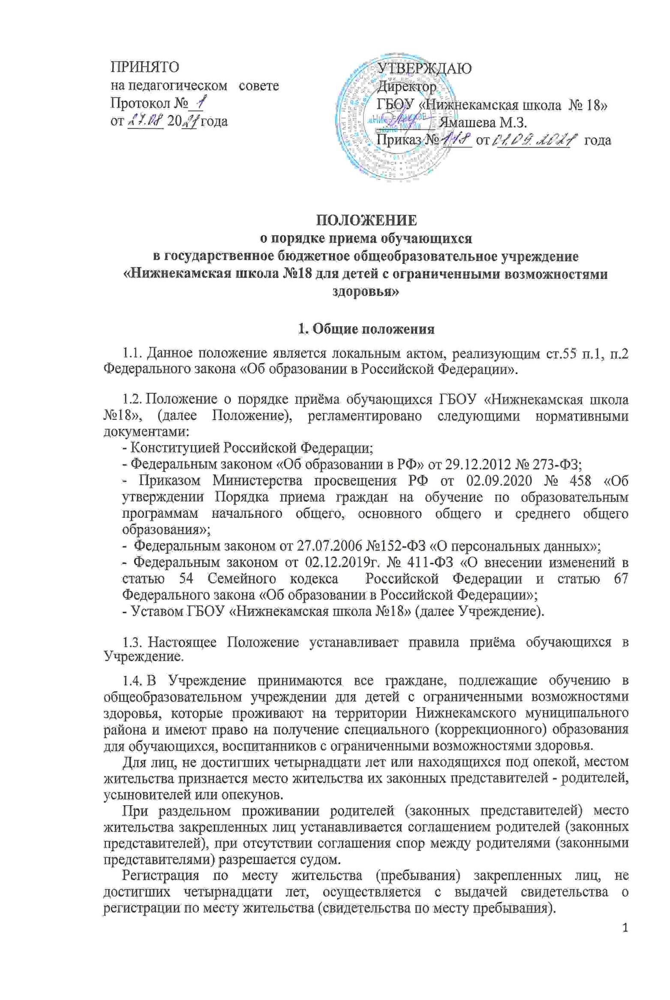 ПРИНЯТО
на педагогическом совете
Протокол № 1
от 27.08 2021 года
УТВЕРЖДАЮ
Директор
ГБОУ «Нижнекамская школа № 18»
Ямашева М.З.
Приказ № 118 от 01.09.2021 года
ПОЛОЖЕНИЕ
о порядке приема обучающихся
в государственное бюджетное общеобразовательное учреждение
«Нижнекамская школа №18 для детей с ограниченными возможностями
здоровья»
1. Общие положения
1.1. Данное положение является локальным актом, реализующим ст.55 п.1, п.2
Федерального закона «Об образовании в Российской Федерации».
1.2. Положение о порядке приёма обучающихся ГБОУ «Нижнекамская школа
№18», (далее Положение), регламентировано следующими нормативными
документами:
- Конституцией Российской Федерации;
- Федеральным законом «Об образовании в РФ» от 29.12.2012 № 273-ФЗ;
- Приказом Министерства просвещения РФ от 02.09.2020 № 458 «Об
утверждении Порядка приема граждан на обучение по образовательным
программам начального общего, основного общего и среднего общего
образования»;
- Федеральным законом от 27.07.2006 №152-ФЗ «О персональных данных»;
- Федеральным законом от 02.12.2019г. № 411-ФЗ «О внесении изменений в
статью 54 Семейного кодекса Российской Федерации и статью 67
Федерального закона «Об образовании в Российской Федерации»;
- Уставом ГБОУ «Нижнекамская школа №18» (далее Учреждение).
1.3. Настоящее Положение устанавливает правила приёма обучающихся в
Учреждение.
1.4. В Учреждение принимаются все граждане, подлежащие обучению в
общеобразовательном учреждении для детей с ограниченными возможностями
здоровья, которые проживают на территории Нижнекамского муниципального
района и имеют право на получение специального (коррекционного) образования
для обучающихся, воспитанников с ограниченными возможностями здоровья.
Для лиц, не достигших четырнадцати лет или находящихся под опекой, местом
жительства признается место жительства их законных представителей - родителей,
усыновителей или опекунов.
При раздельном проживании родителей (законных представителей) место
жительства закрепленных лиц устанавливается соглашением родителей (законных
представителей), при отсутствии соглашения спор между родителями (законными
представителями) разрешается судом.
Регистрация по месту жительства (пребывания) закрепленных лиц, не
достигших четырнадцати лет, осуществляется с выдачей свидетельства о
регистрации по месту жительства (свидетельства по месту пребывания).
1